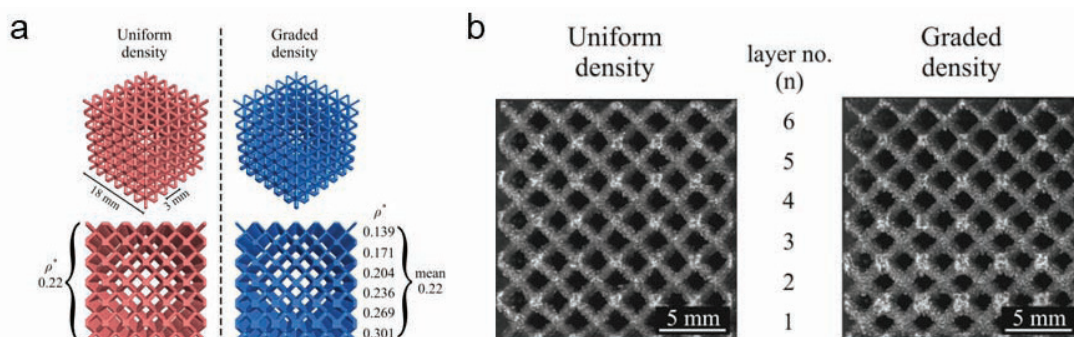 a
Uniform
density
Graded
density
18 mm
3 mm
ρ*
0.22
ρ*
0.139
0.171
0.204
0.236
0.269
0.301
mean
0.22
b
Uniform
density
layer no.
(n)
Graded
density
6
5
4
3
2
1
5 mm
5 mm